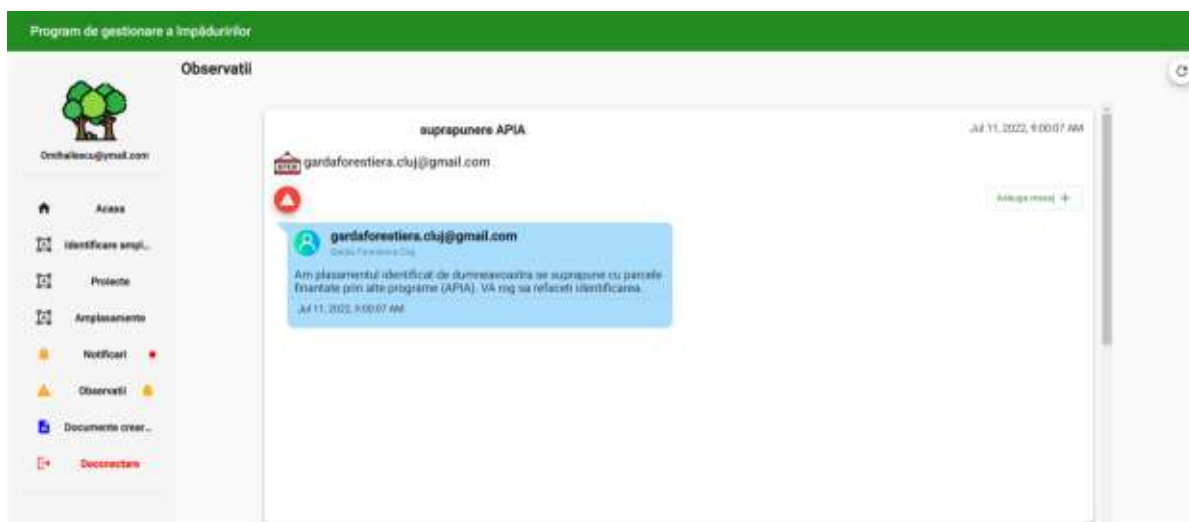 Program de gestionare a Împăduririlor
Observatii
Omihailescu@ymail.com
Acasa
Identificare ampl...
Proiecte
Amplasamente
Notificari
Observatii
Documente crear...
Deconectare
suprapunere APIA
Jul 11, 2022, 9:00:07 AM
gardaforestiera.cluj@gmail.com
Adauga mesaj +
gardaforestiera.cluj@gmail.com
Garda Forestiera Cluj
Am plasamentul identificat de dumneavoastra se suprapune cu parcele
finantate prin alte programe (APIA). VA rog sa refaceti identificarea.
Jul 11, 2022, 9:00:07 AM